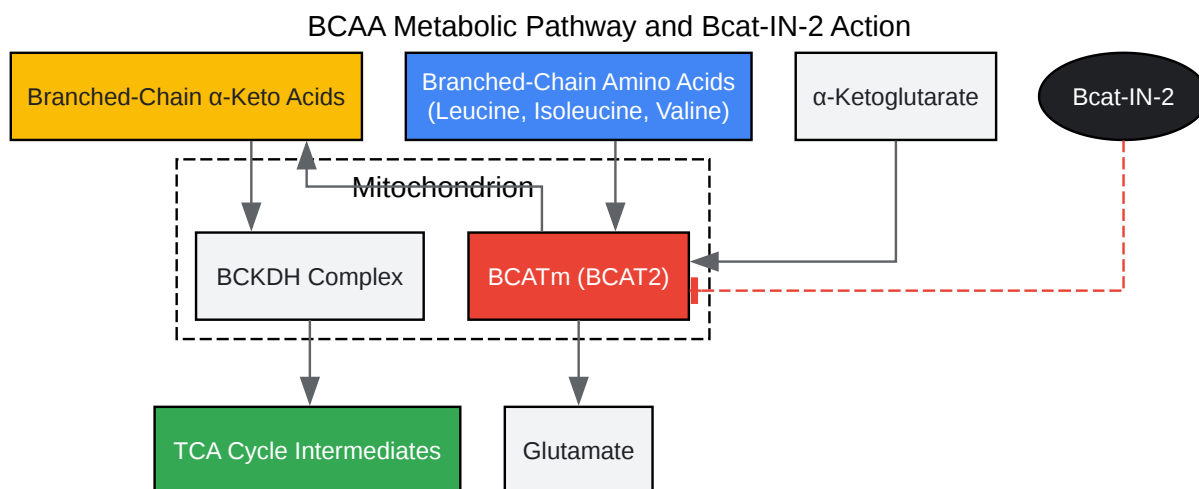 BCAA Metabolic Pathway and Bcat-IN-2 Action
Branched-Chain α-Keto Acids
Branched-Chain Amino Acids
(Leucine, Isoleucine, Valine)
α-Ketoglutarate
Bcat-IN-2
Mitochondrion
BCKDH Complex
BCATm (BCAT2)
TCA Cycle Intermediates
Glutamate